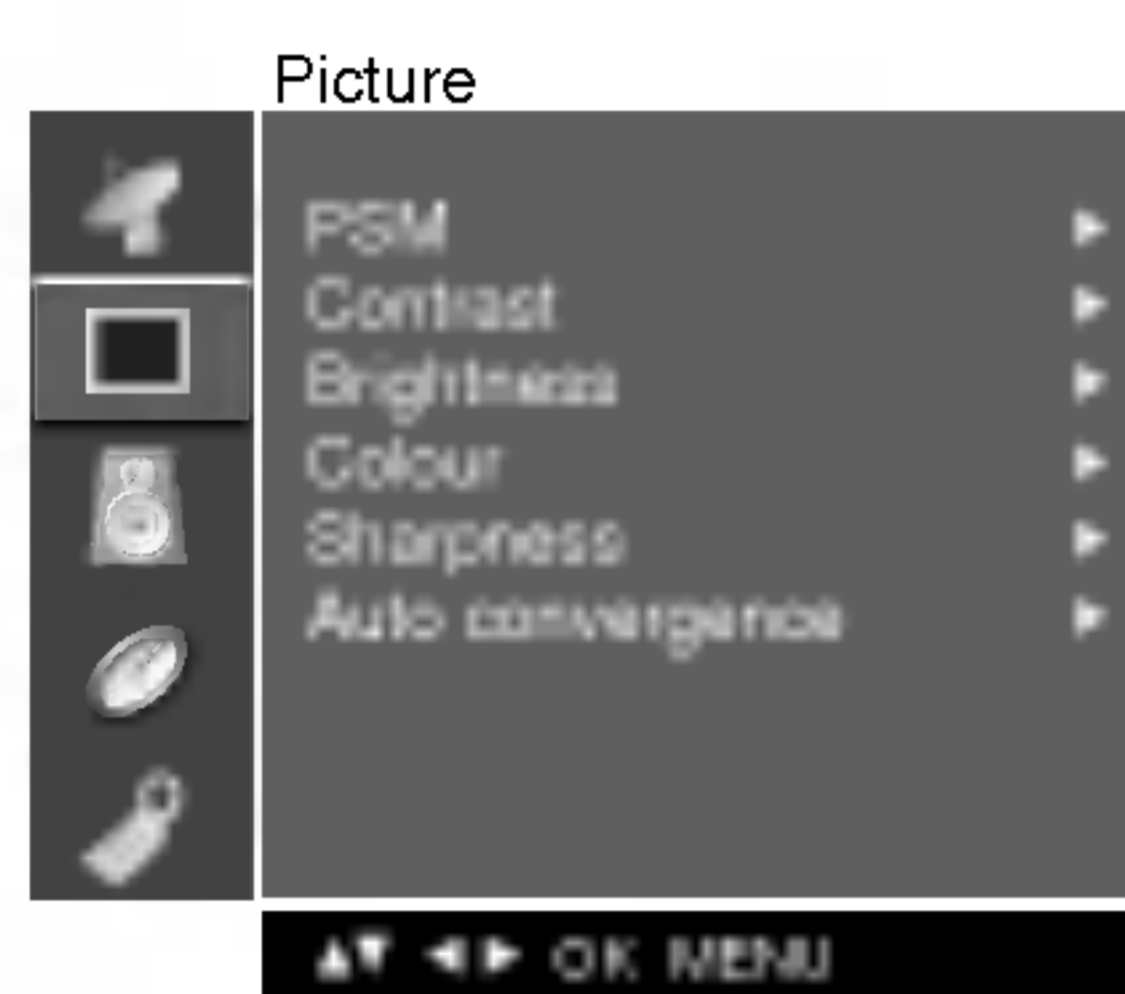 Picture
PSM
Contrast
Brightness
Colour
Sharpness
Auto convergence
▲▼ ◀▶ OK MENU